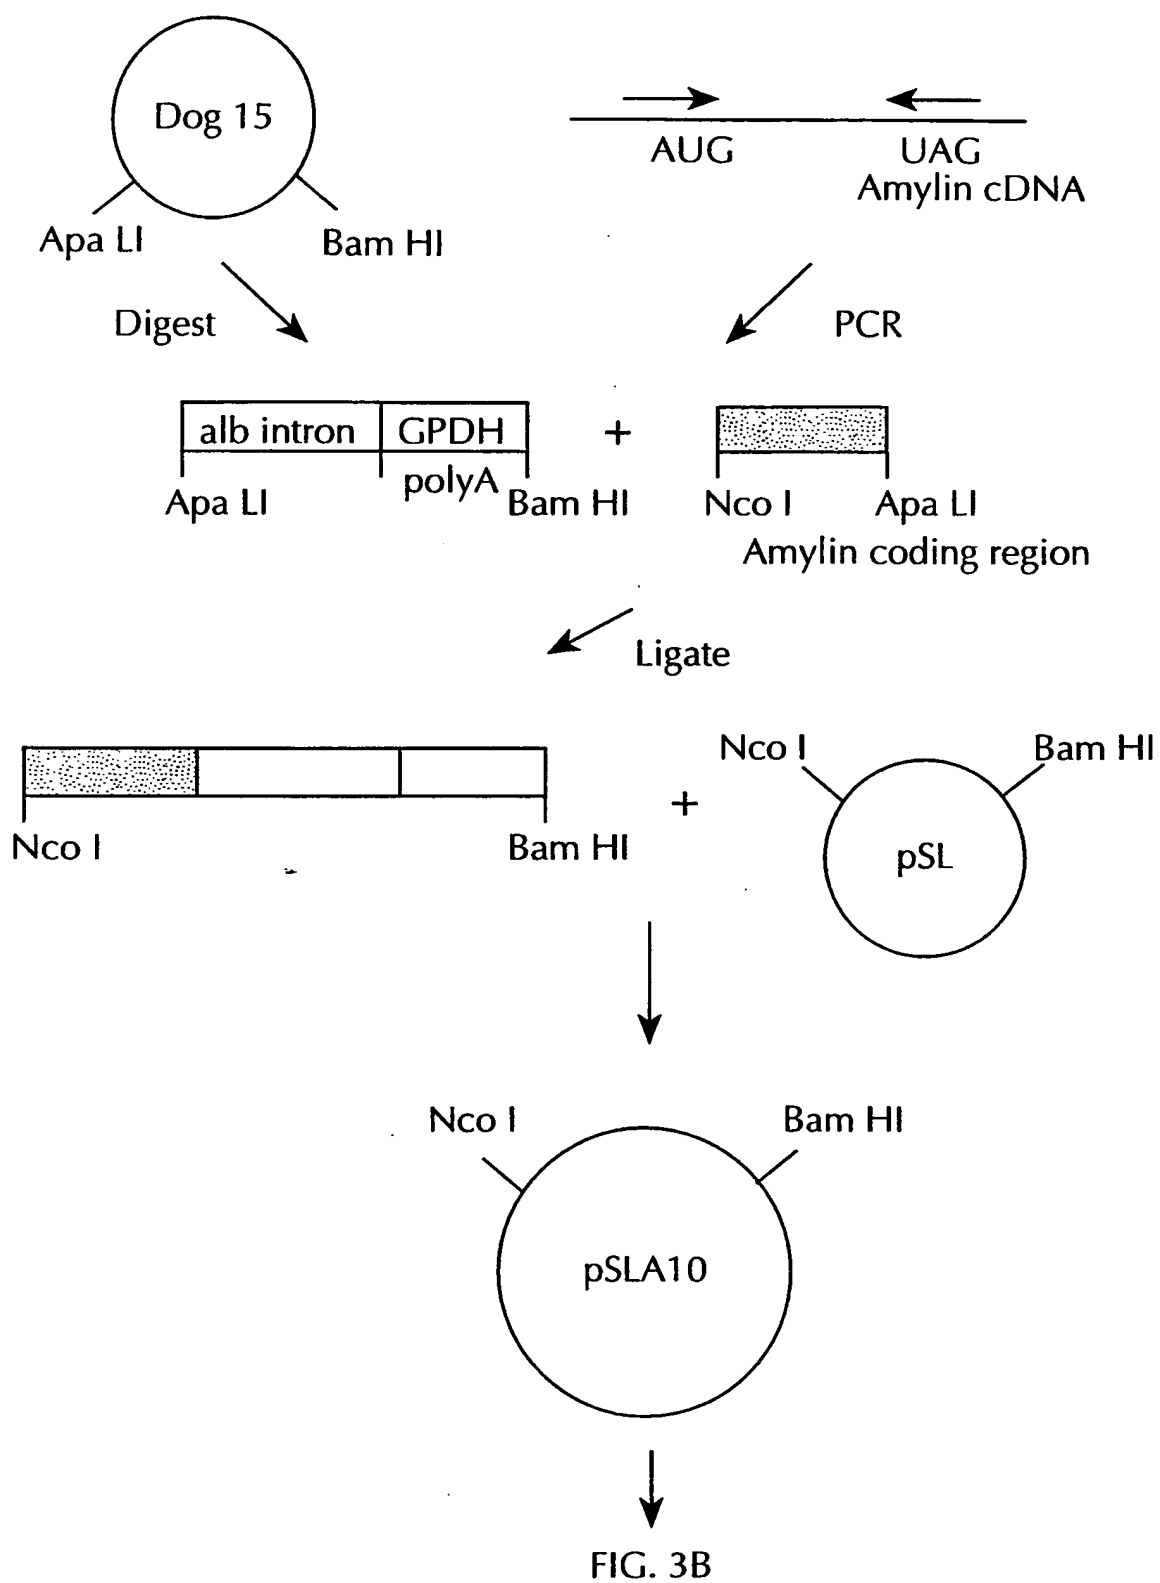 Dog 15
AUG
UAG
Amylin cDNA
Apa LI
Bam HI
Digest
PCR
alb intron
GPDH
+
polyA
Apa LI
Bam HI
Nco I
Apa LI
Amylin coding region
Ligate
Nco I
Bam HI
+
pSL
Nco I
Bam HI
Nco I
Bam HI
pSLA10
FIG. 3B